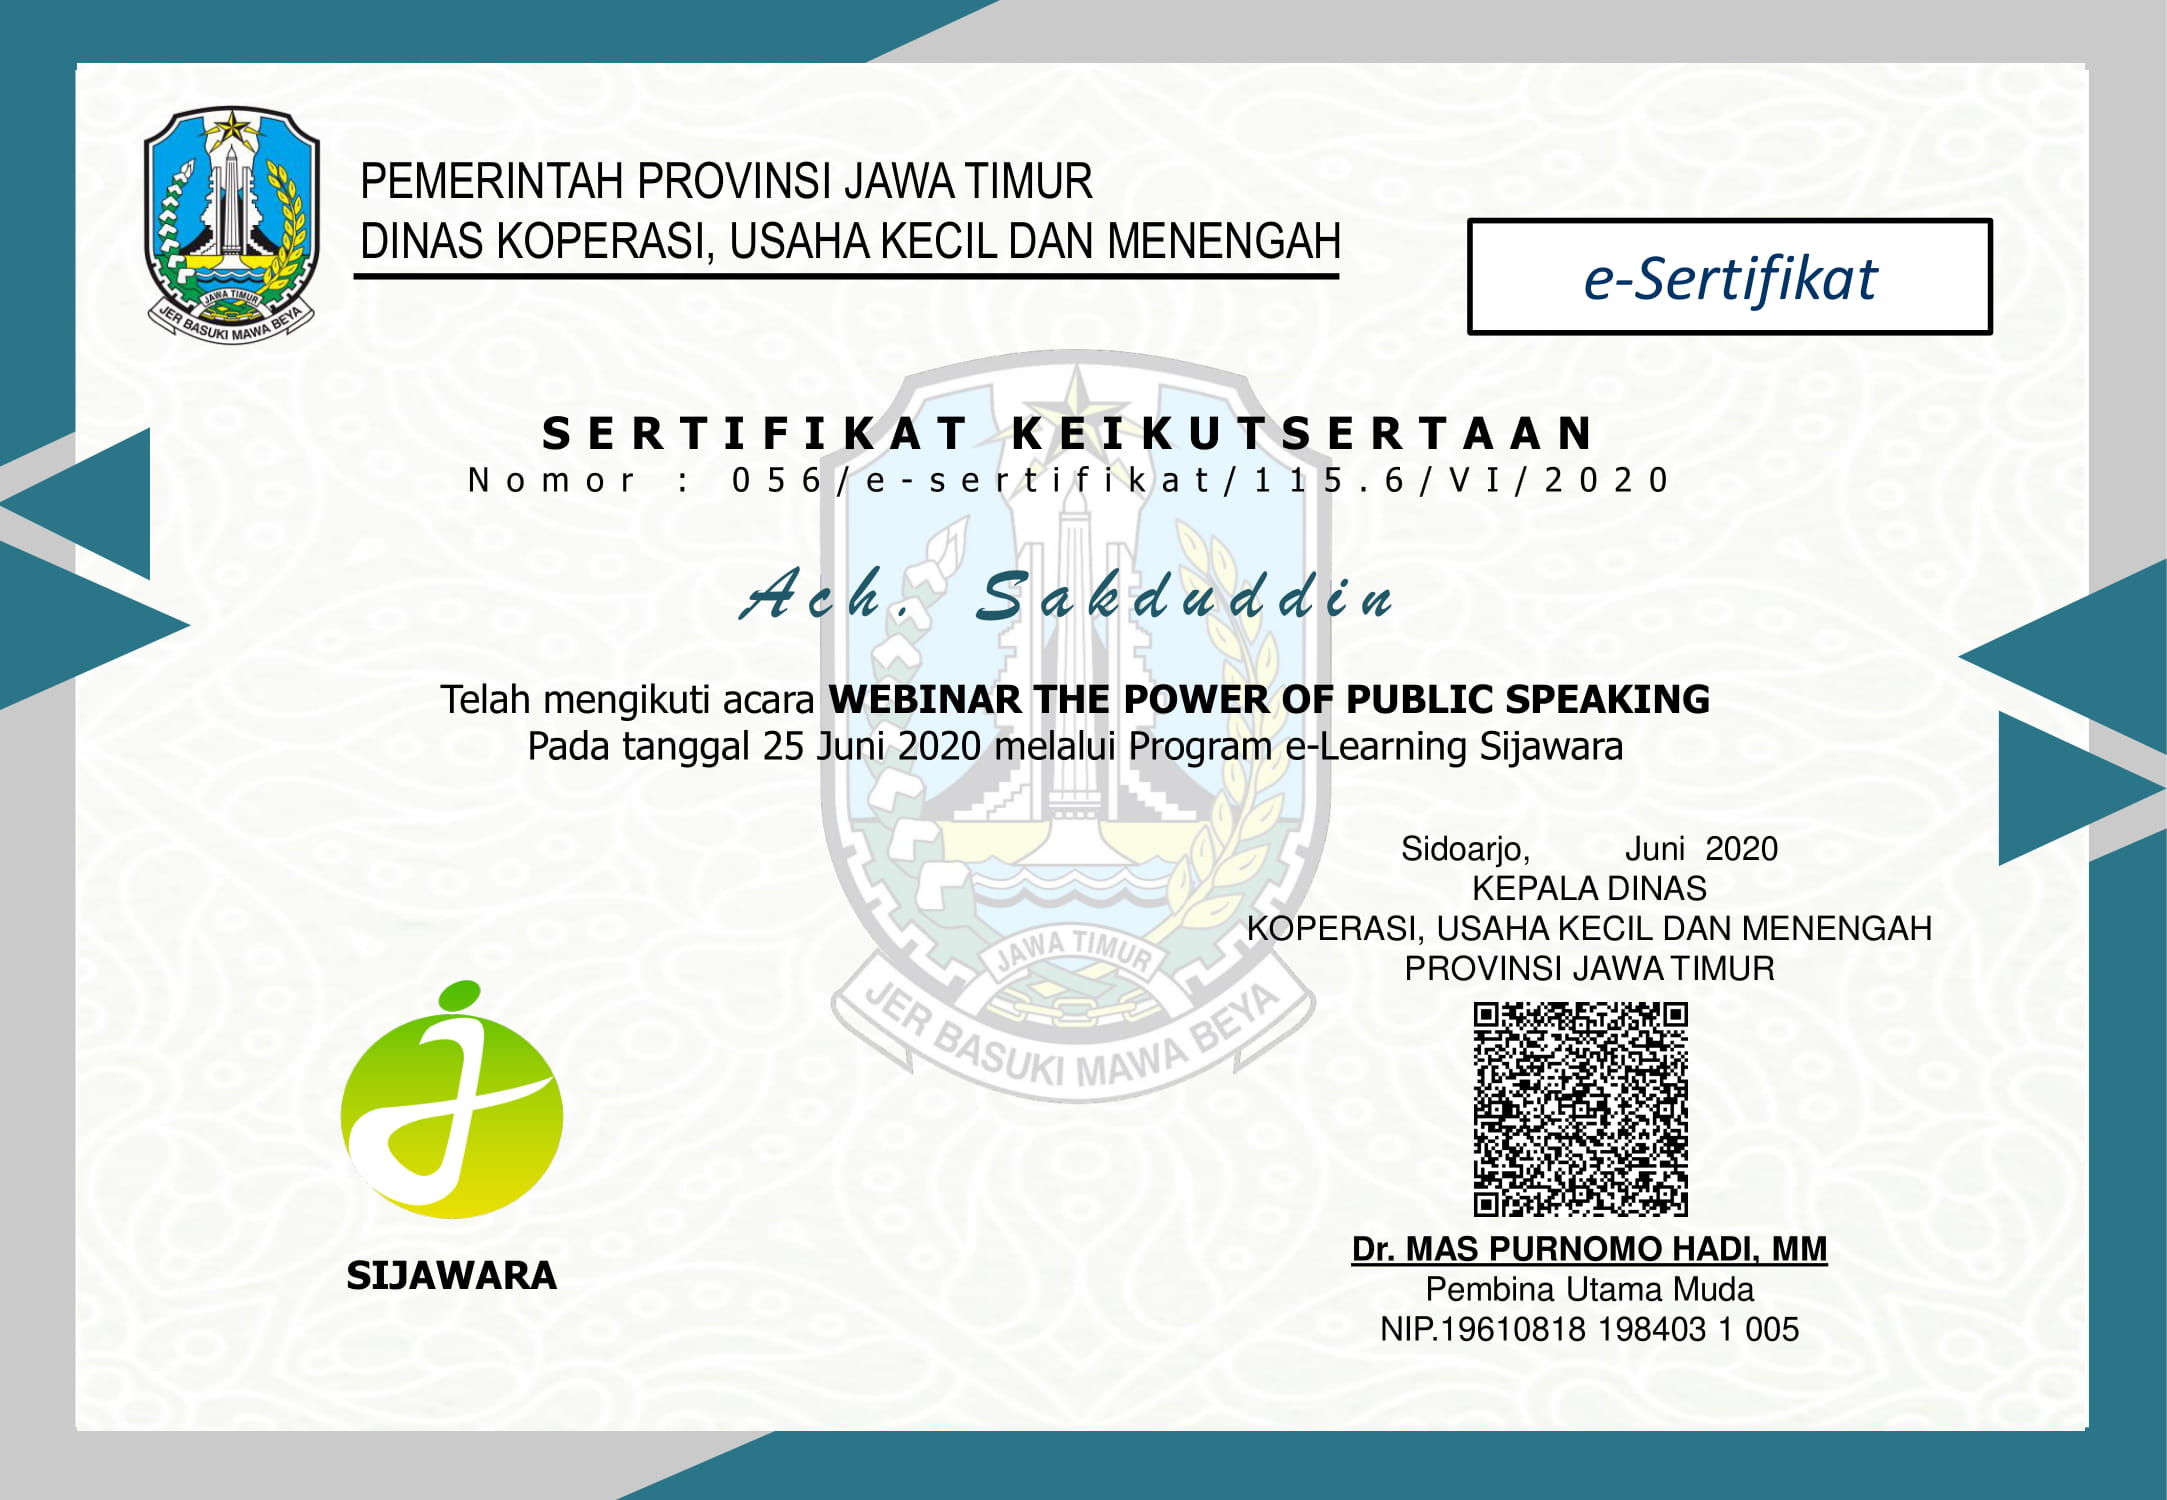 PEMERINTAH PROVINSI JAWA TIMUR
DINAS KOPERASI, USAHA KECIL DAN MENENGAH
JAWA TIMUR
JER BASUKI MAWA BEYA
e-Sertifikat
SERTIFIKAT KEIKUTSERTAAN
Nomor : 056/e-sertifikat/115.6/VI/2020
Ach. Sakduddin
Telah mengikuti acara WEBINAR THE POWER OF PUBLIC SPEAKING
Pada tanggal 25 Juni 2020 melalui Program e-Learning Sijawara
JAWA TIMUR
JER BASUKI MAWA BEYA
Sidoarjo, Juni 2020
KEPALA DINAS
KOPERASI, USAHA KECIL DAN MENENGAH
PROVINSI JAWA TIMUR
SIJAWARA
Dr. MAS PURNOMO HADI, MM
Pembina Utama Muda
NIP.19610818 198403 1 005